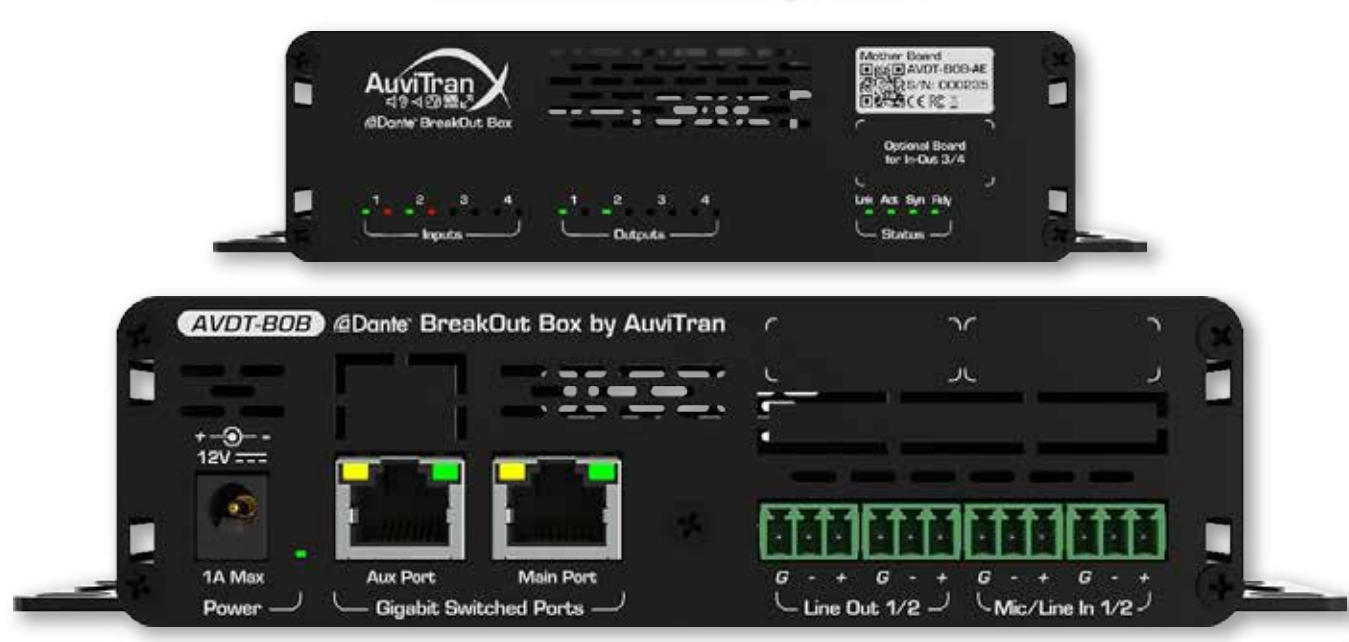 AuviTran
Dante BreakOut Box
Mother Board
AVDT-BOB-AE
S/N: 000235
CE
Optional Board
for In-Out 3/4
1 2 3 4
Inputs
1 2 3 4
Outputs
Link Act Syn Rdy
Status
AVDT-BOB Dante BreakOut Box by AuviTran
+ -
12V
1A Max
Power
Aux Port Main Port
Gigabit Switched Ports
G - + G - + G - + G - +
Line Out 1/2 Mic/Line In 1/2